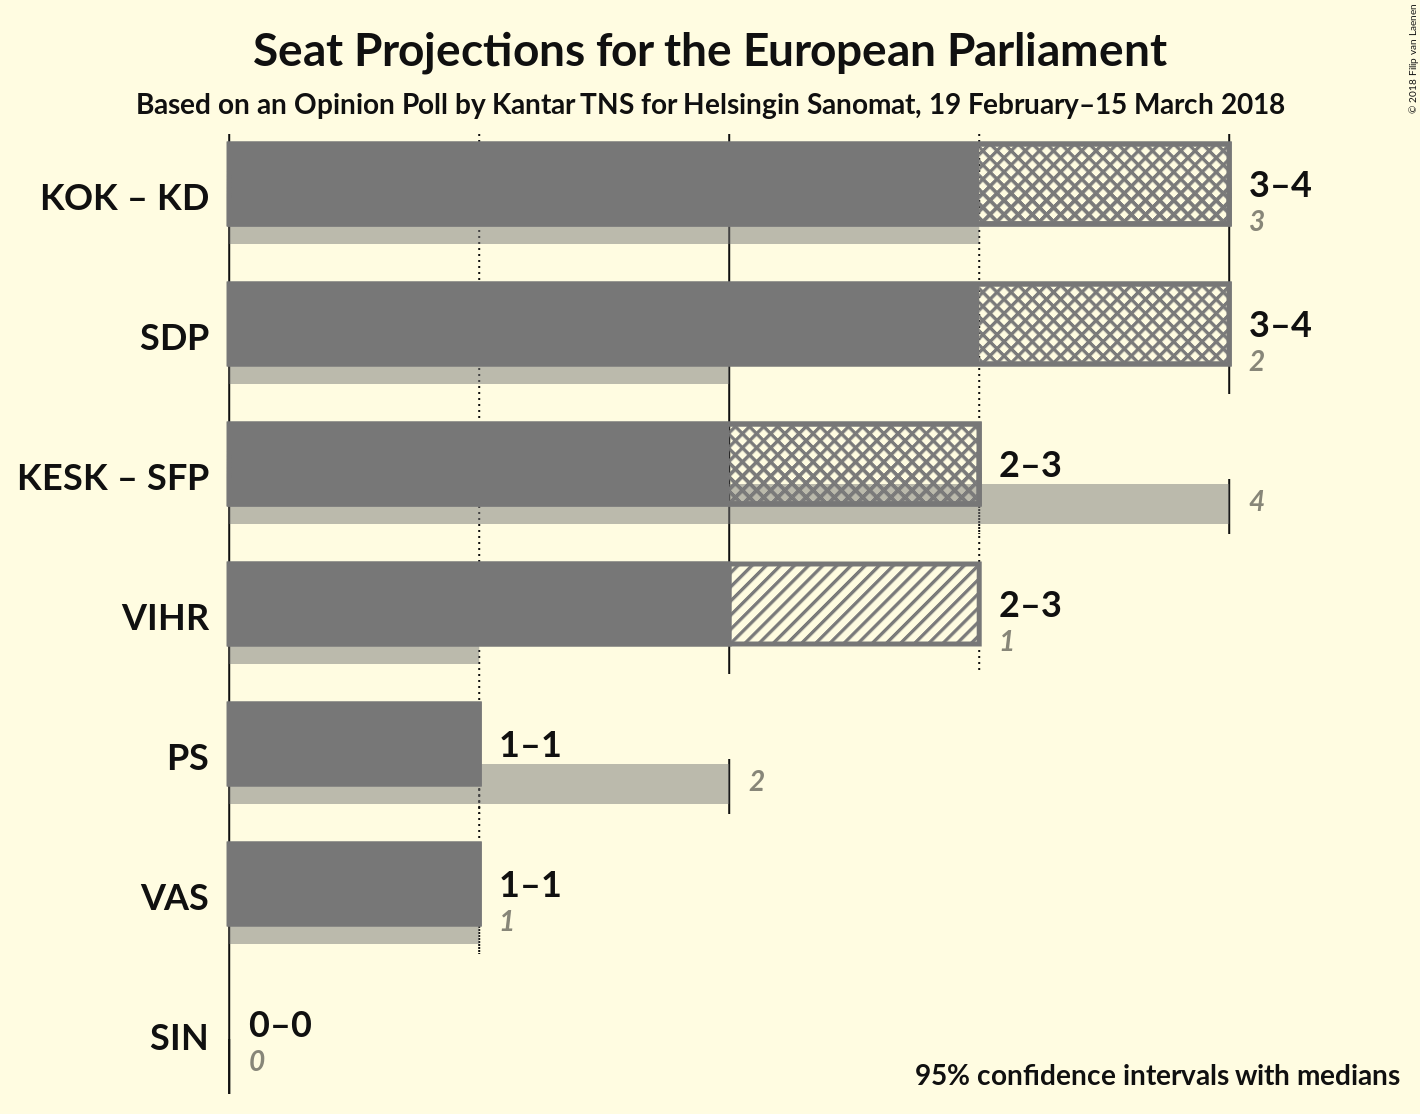 Seat Projections for the European Parliament
Based on an Opinion Poll by Kantar TNS for Helsingin Sanomat, 19 February–15 March 2018
© 2018 Filip van Laenen
KOK – KD
3–4
3
SDP
3–4
2
KESK – SFP
2–3
4
VIHR
2–3
1
PS
1–1
2
VAS
1–1
1
SIN
0–0
0
95% confidence intervals with medians